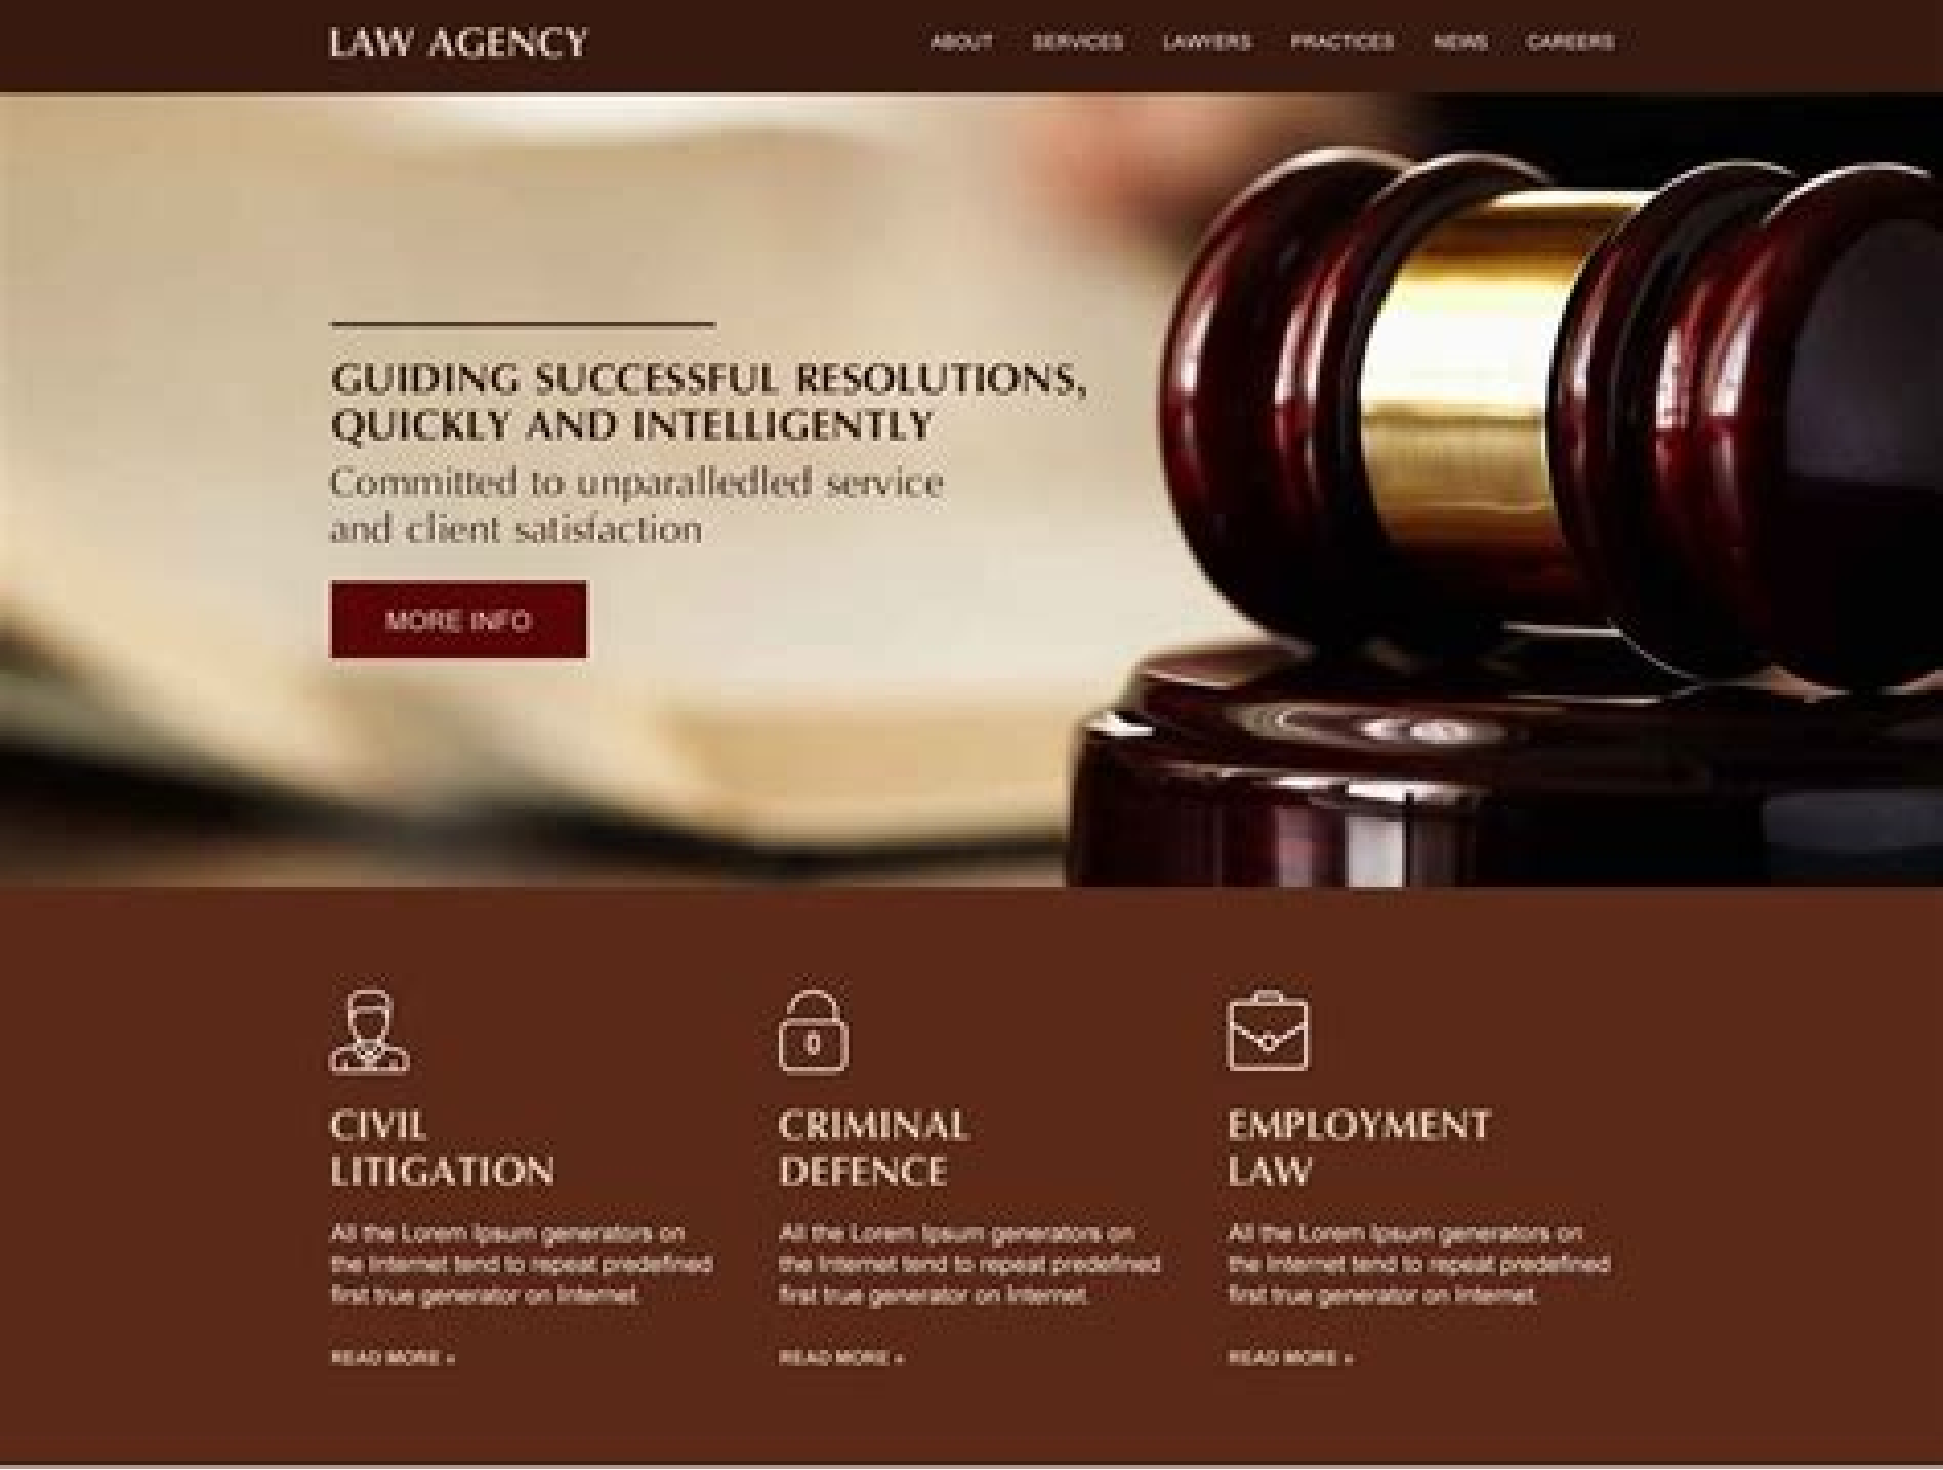 LAW AGENCY
ABOUT SERVICES LAWYERS PRACTICES NEWS CAREERS
GUIDING SUCCESSFUL RESOLUTIONS,
QUICKLY AND INTELLIGENTLY
Committed to unparalledled service
and client satisfaction
MORE INFO
CIVIL
LITIGATION
All the Lorem Ipsum generators on
the Internet tend to repeat predefined
first true generator on Internet.
READ MORE »
CRIMINAL
DEFENCE
All the Lorem Ipsum generators on
the Internet tend to repeat predefined
first true generator on Internet.
READ MORE »
EMPLOYMENT
LAW
All the Lorem Ipsum generators on
the Internet tend to repeat predefined
first true generator on Internet.
READ MORE »